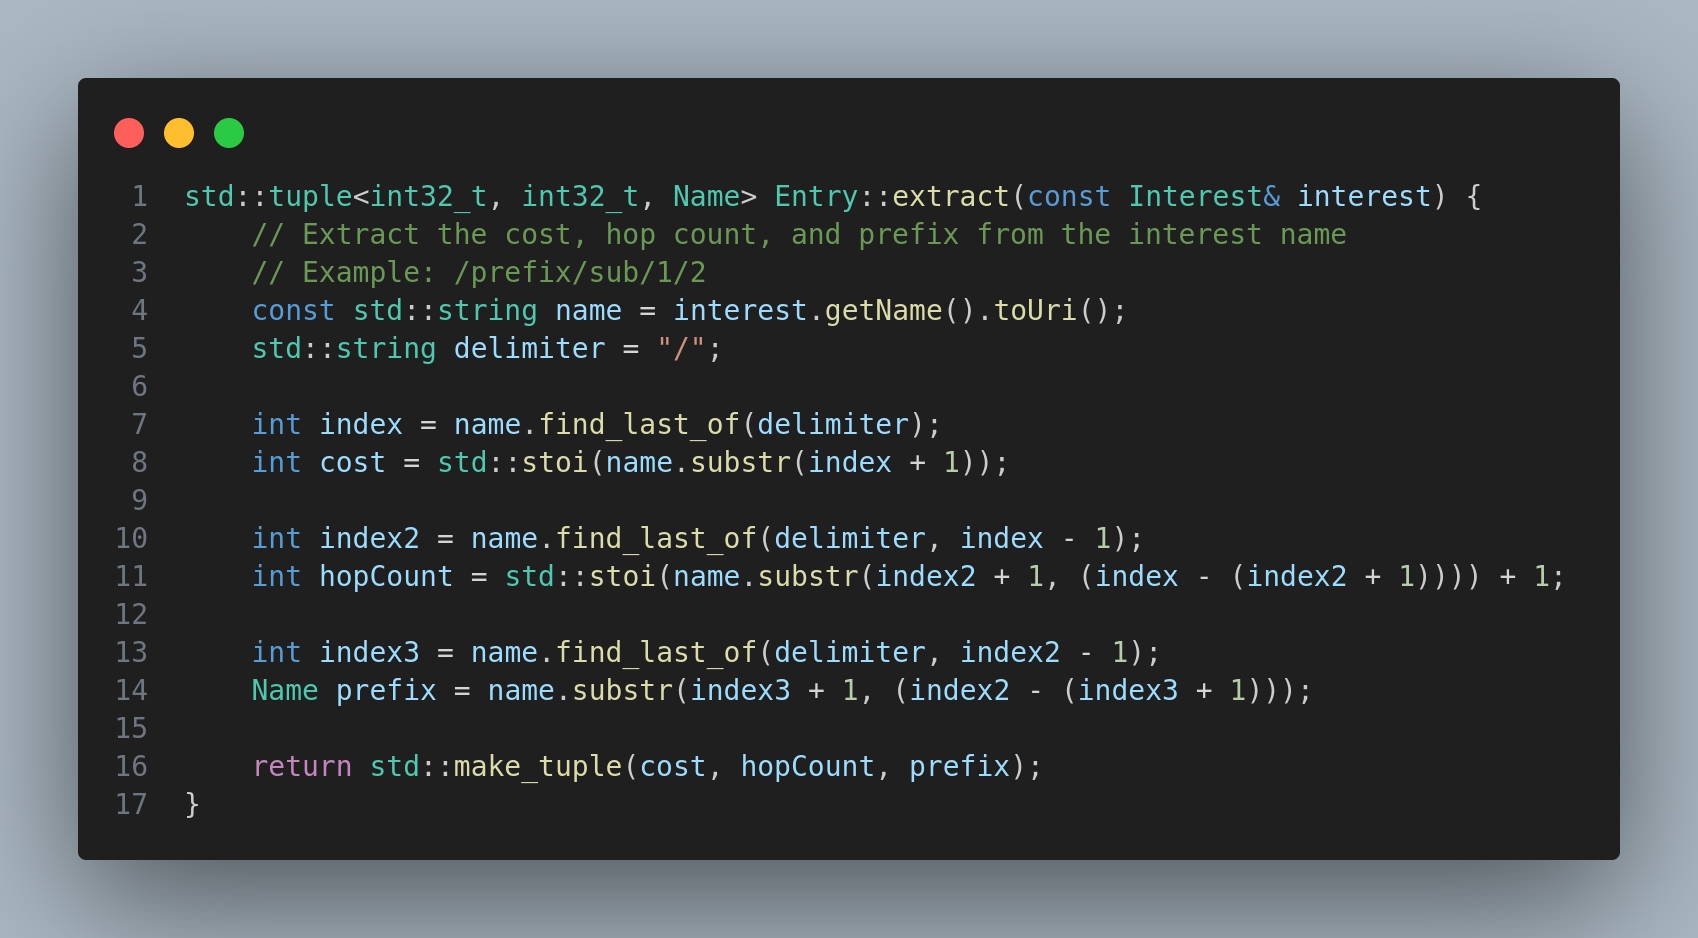 1 std::tuple<int32_t, int32_t, Name> Entry::extract(const Interest& interest) {
2     // Extract the cost, hop count, and prefix from the interest name
3     // Example: /prefix/sub/1/2
4     const std::string name = interest.getName().toUri();
5     std::string delimiter = "/";
6
7     int index = name.find_last_of(delimiter);
8     int cost = std::stoi(name.substr(index + 1));
9
10     int index2 = name.find_last_of(delimiter, index - 1);
11     int hopCount = std::stoi(name.substr(index2 + 1, (index - (index2 + 1)))) + 1;
12
13     int index3 = name.find_last_of(delimiter, index2 - 1);
14     Name prefix = name.substr(index3 + 1, (index2 - (index3 + 1)));
15
16     return std::make_tuple(cost, hopCount, prefix);
17 }